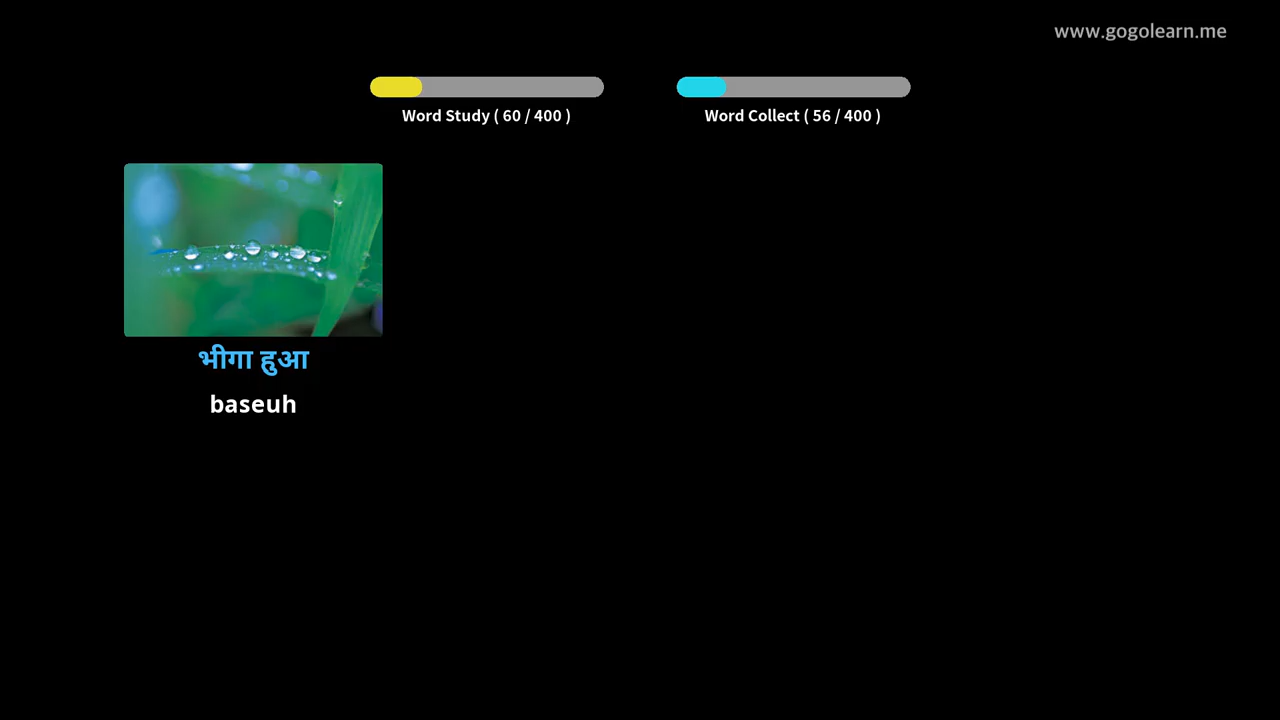 www.gogolearn.me
Word Study ( 60 / 400 )
Word Collect ( 56 / 400 )
भीगा हुआ
baseuh